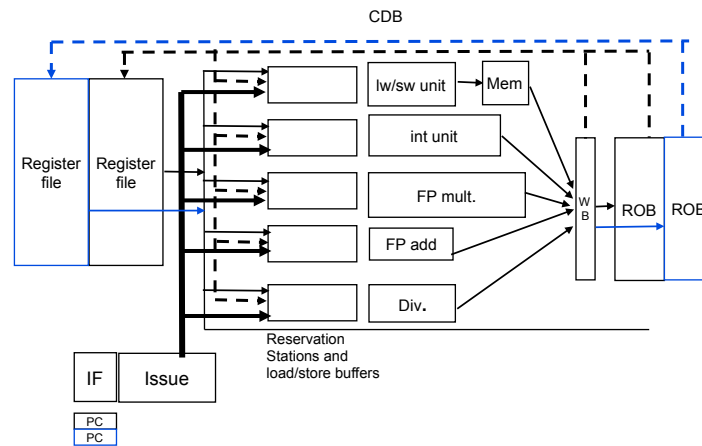 CDB
lw/sw unit
Mem
int unit
Register
file
Register
file
FP mult.
W
B
ROB
ROB
FP add
Div.
Reservation
Stations and
load/store buffers
IF
Issue
PC
PC